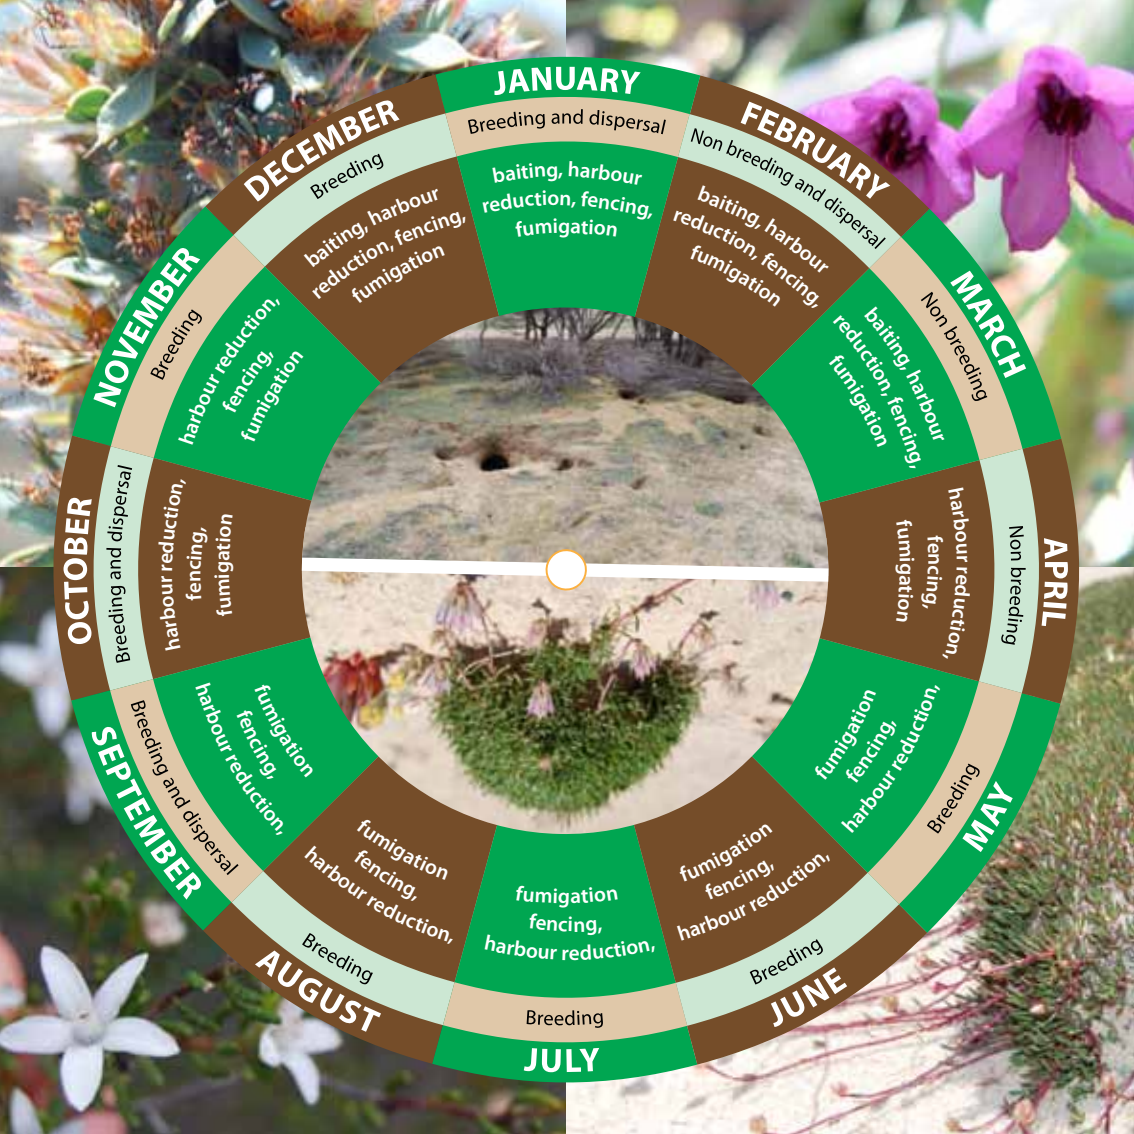 JANUARY
Breeding and dispersal
baiting, harbour
reduction, fencing,
fumigation
FEBRUARY
Non breeding and dispersal
baiting, harbour
reduction, fencing,
fumigation
MARCH
Non breeding
baiting, harbour
reduction, fencing,
fumigation
APRIL
Non breeding
harbour reduction,
fencing,
fumigation
MAY
Breeding
harbour reduction,
fencing,
fumigation
JUNE
Breeding
harbour reduction,
fencing,
fumigation
JULY
Breeding
harbour reduction,
fencing,
fumigation
AUGUST
Breeding
harbour reduction,
fencing,
fumigation
SEPTEMBER
Breeding and dispersal
harbour reduction,
fencing,
fumigation
OCTOBER
Breeding and dispersal
harbour reduction,
fencing,
fumigation
NOVEMBER
Breeding
harbour reduction,
fencing,
fumigation
DECEMBER
Breeding
baiting, harbour
reduction, fencing,
fumigation